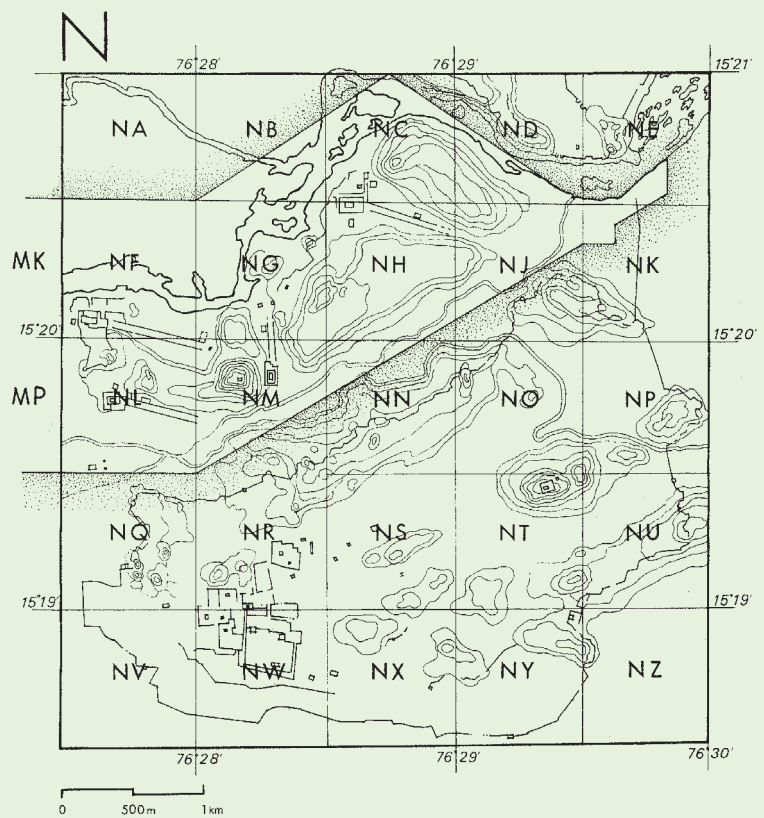 N
76°28' 76°29' 15°21'
NA NB NC ND NE
MK NF NG NH NJ NK
15°20' 15°20'
MP NL NM NN NO NP
NQ NR NS NT NU
15°19' 15°19'
NV NW NX NY NZ
76°28' 76°29' 76°30'
0 500m 1km